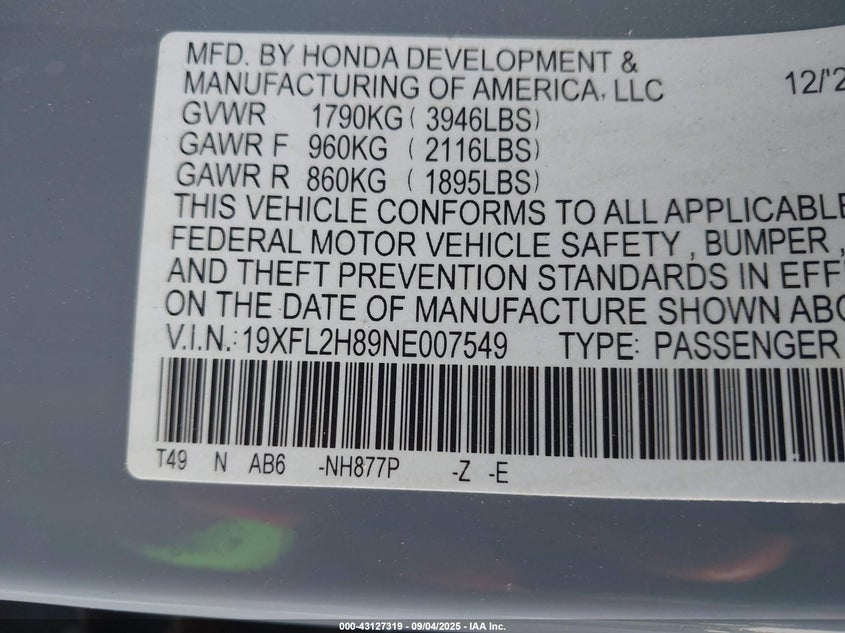 MFD. BY HONDA DEVELOPMENT &
MANUFACTURING OF AMERICA, LLC 12/'2
GVWR 1790KG ( 3946LBS)
GAWR F 960KG ( 2116LBS)
GAWR R 860KG ( 1895LBS)
THIS VEHICLE CONFORMS TO ALL APPLICABLE
FEDERAL MOTOR VEHICLE SAFETY , BUMPER ,
AND THEFT PREVENTION STANDARDS IN EFF
ON THE DATE OF MANUFACTURE SHOWN ABO
V.I.N.: 19XFL2H89NE007549 TYPE: PASSENGER
T49 N AB6 -NH877P -Z -E
000-43127319 - 09/04/2025 - IAA Inc.